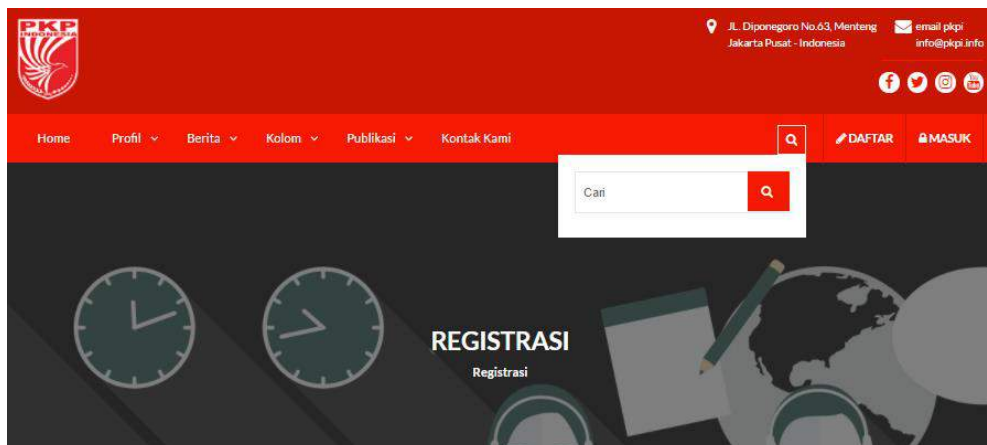 PKP
INDONESIA
JL. Diponegoro No.63, Menteng
Jakarta Pusat - Indonesia
email pkpi
info@pkpi.info
Home Profil Berita Kolom Publikasi Kontak Kami DAFTAR MASUK
Cari
REGISTRASI
Registrasi